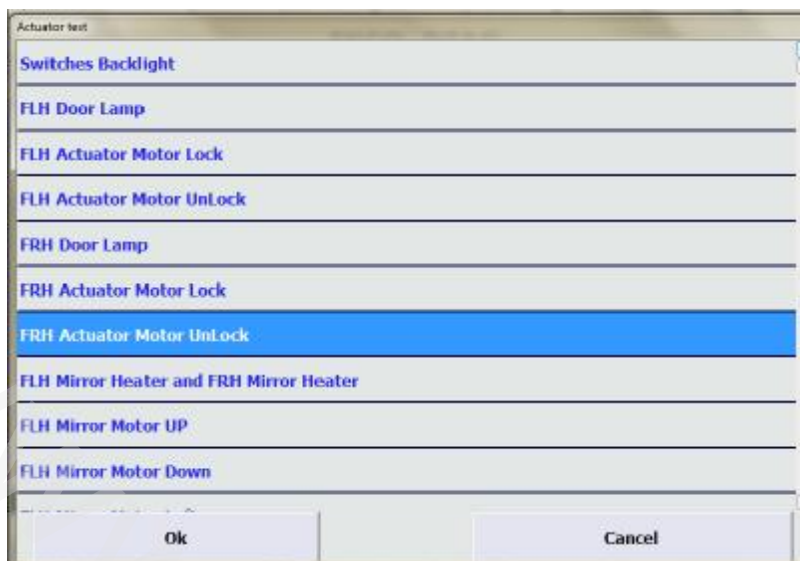 Actuator test
Switches Backlight
FLH Door Lamp
FLH Actuator Motor Lock
FLH Actuator Motor UnLock
FRH Door Lamp
FRH Actuator Motor Lock
FRH Actuator Motor UnLock
FLH Mirror Heater and FRH Mirror Heater
FLH Mirror Motor UP
FLH Mirror Motor Down
Ok Cancel